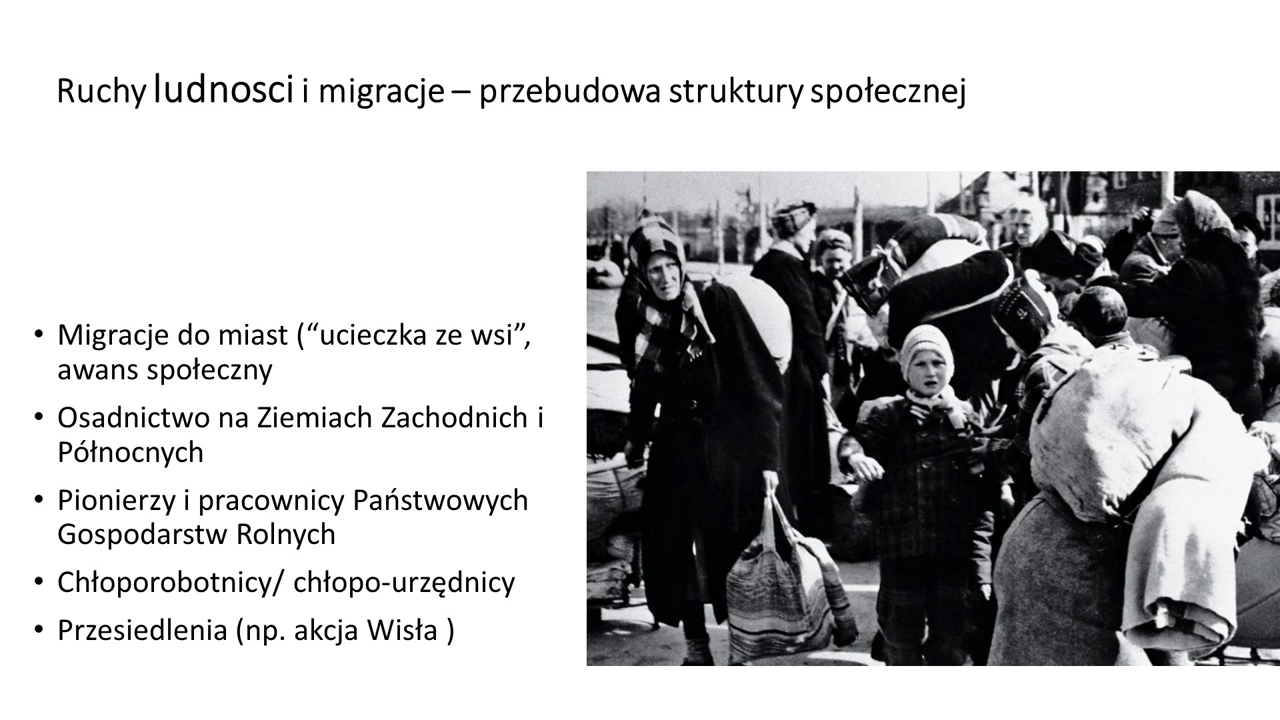 Ruchy ludnosci i migracje – przebudowa struktury społecznej
• Migracje do miast (“ucieczka ze wsi”,
awans społeczny
• Osadnictwo na Ziemiach Zachodnich i
Północnych
• Pionierzy i pracownicy Państwowych
Gospodarstw Rolnych
• Chłoporobotnicy/ chłopo-urzędnicy
• Przesiedlenia (np. akcja Wisła )